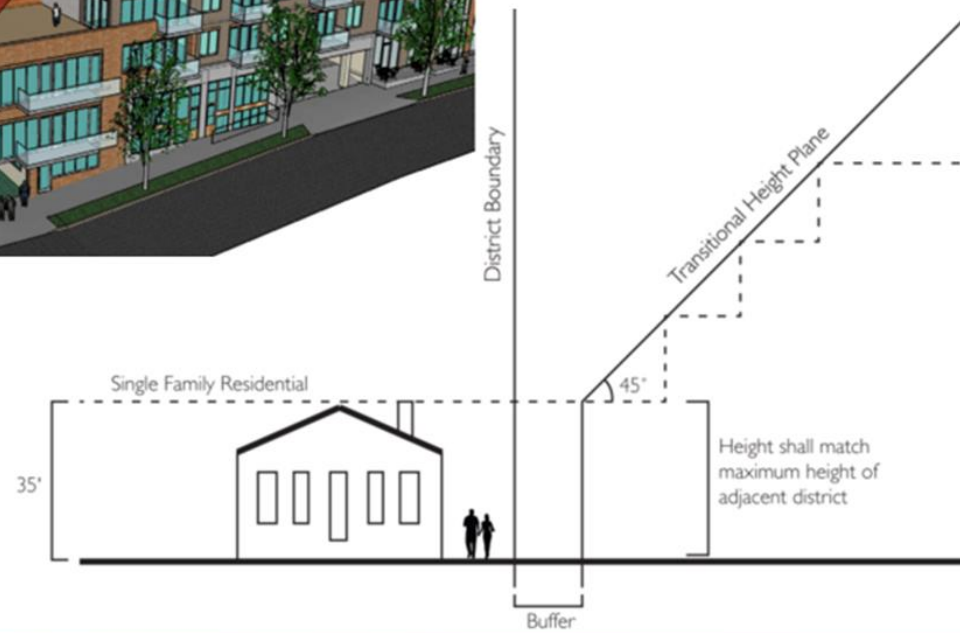 District Boundary
Transitional Height Plane
Single Family Residential
45°
35'
Height shall match
maximum height of
adjacent district
Buffer